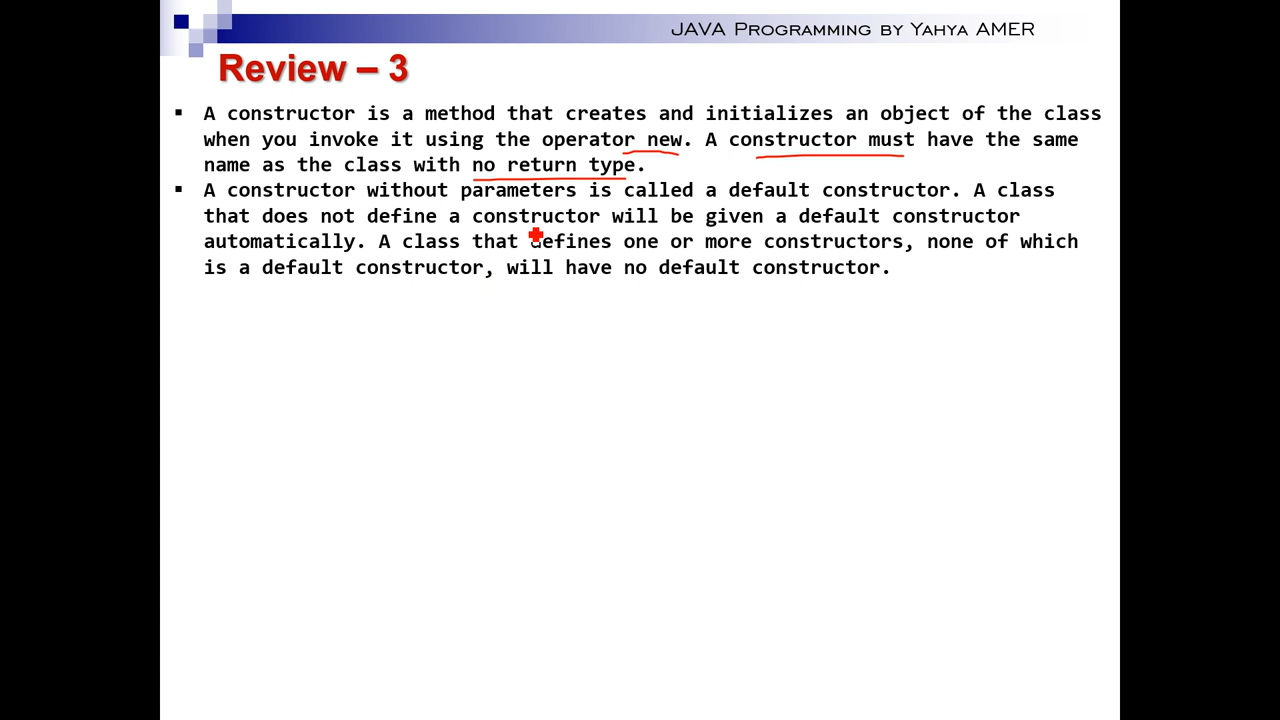 JAVA Programming by Yahya AMER
Review – 3
▪ A constructor is a method that creates and initializes an object of the class
when you invoke it using the operator new. A constructor must have the same
name as the class with no return type.
▪ A constructor without parameters is called a default constructor. A class
that does not define a constructor will be given a default constructor
automatically. A class that defines one or more constructors, none of which
is a default constructor, will have no default constructor.